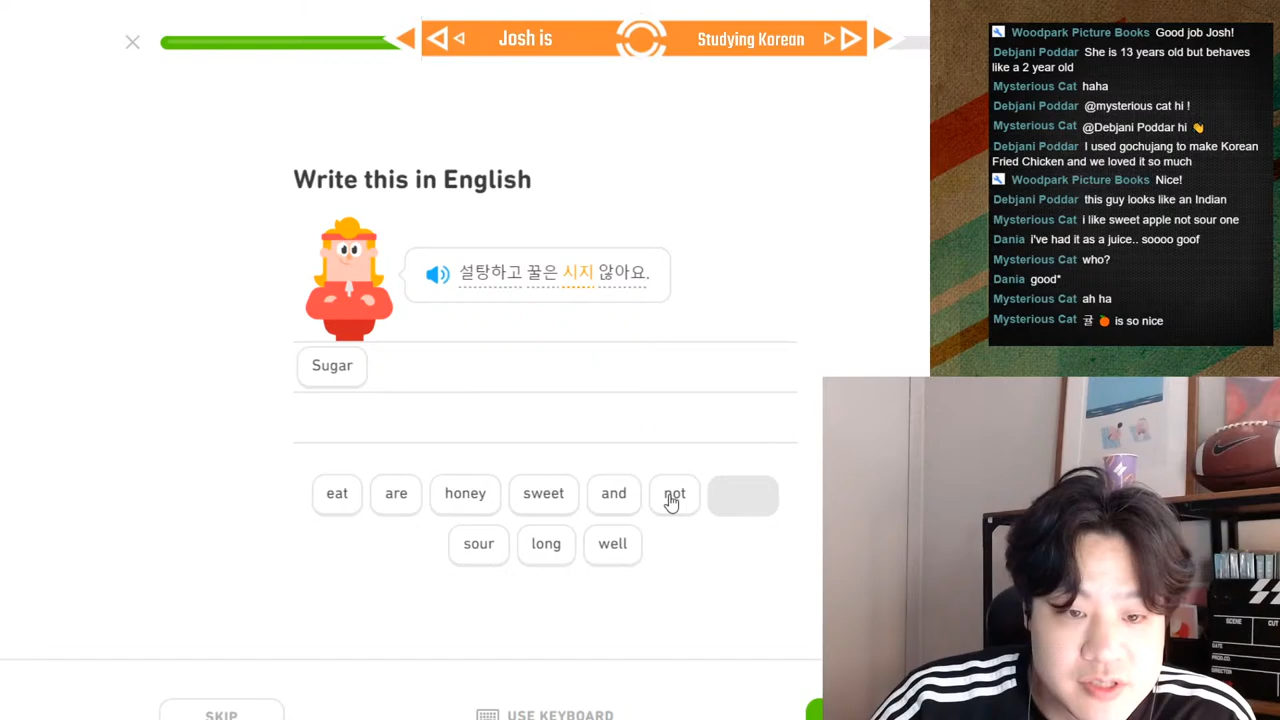 Josh is
Studying Korean
Write this in English
설탕하고 꿀은 시지 않아요.
Sugar
eat are honey sweet and not
sour long well
SKIP
USE KEYBOARD
Woodpark Picture Books Good job Josh!
Debjani Poddar She is 13 years old but behaves
like a 2 year old
Mysterious Cat haha
Debjani Poddar @mysterious cat hi !
Mysterious Cat @Debjani Poddar hi 👋
Debjani Poddar I used gochujang to make Korean
Fried Chicken and we loved it so much
Woodpark Picture Books Nice!
Debjani Poddar this guy looks like an Indian
Mysterious Cat i like sweet apple not sour one
Dania i've had it as a juice.. soooo goof
Mysterious Cat who?
Dania good*
Mysterious Cat ah ha
Mysterious Cat 귤 🍊 is so nice
SCENE
CUT